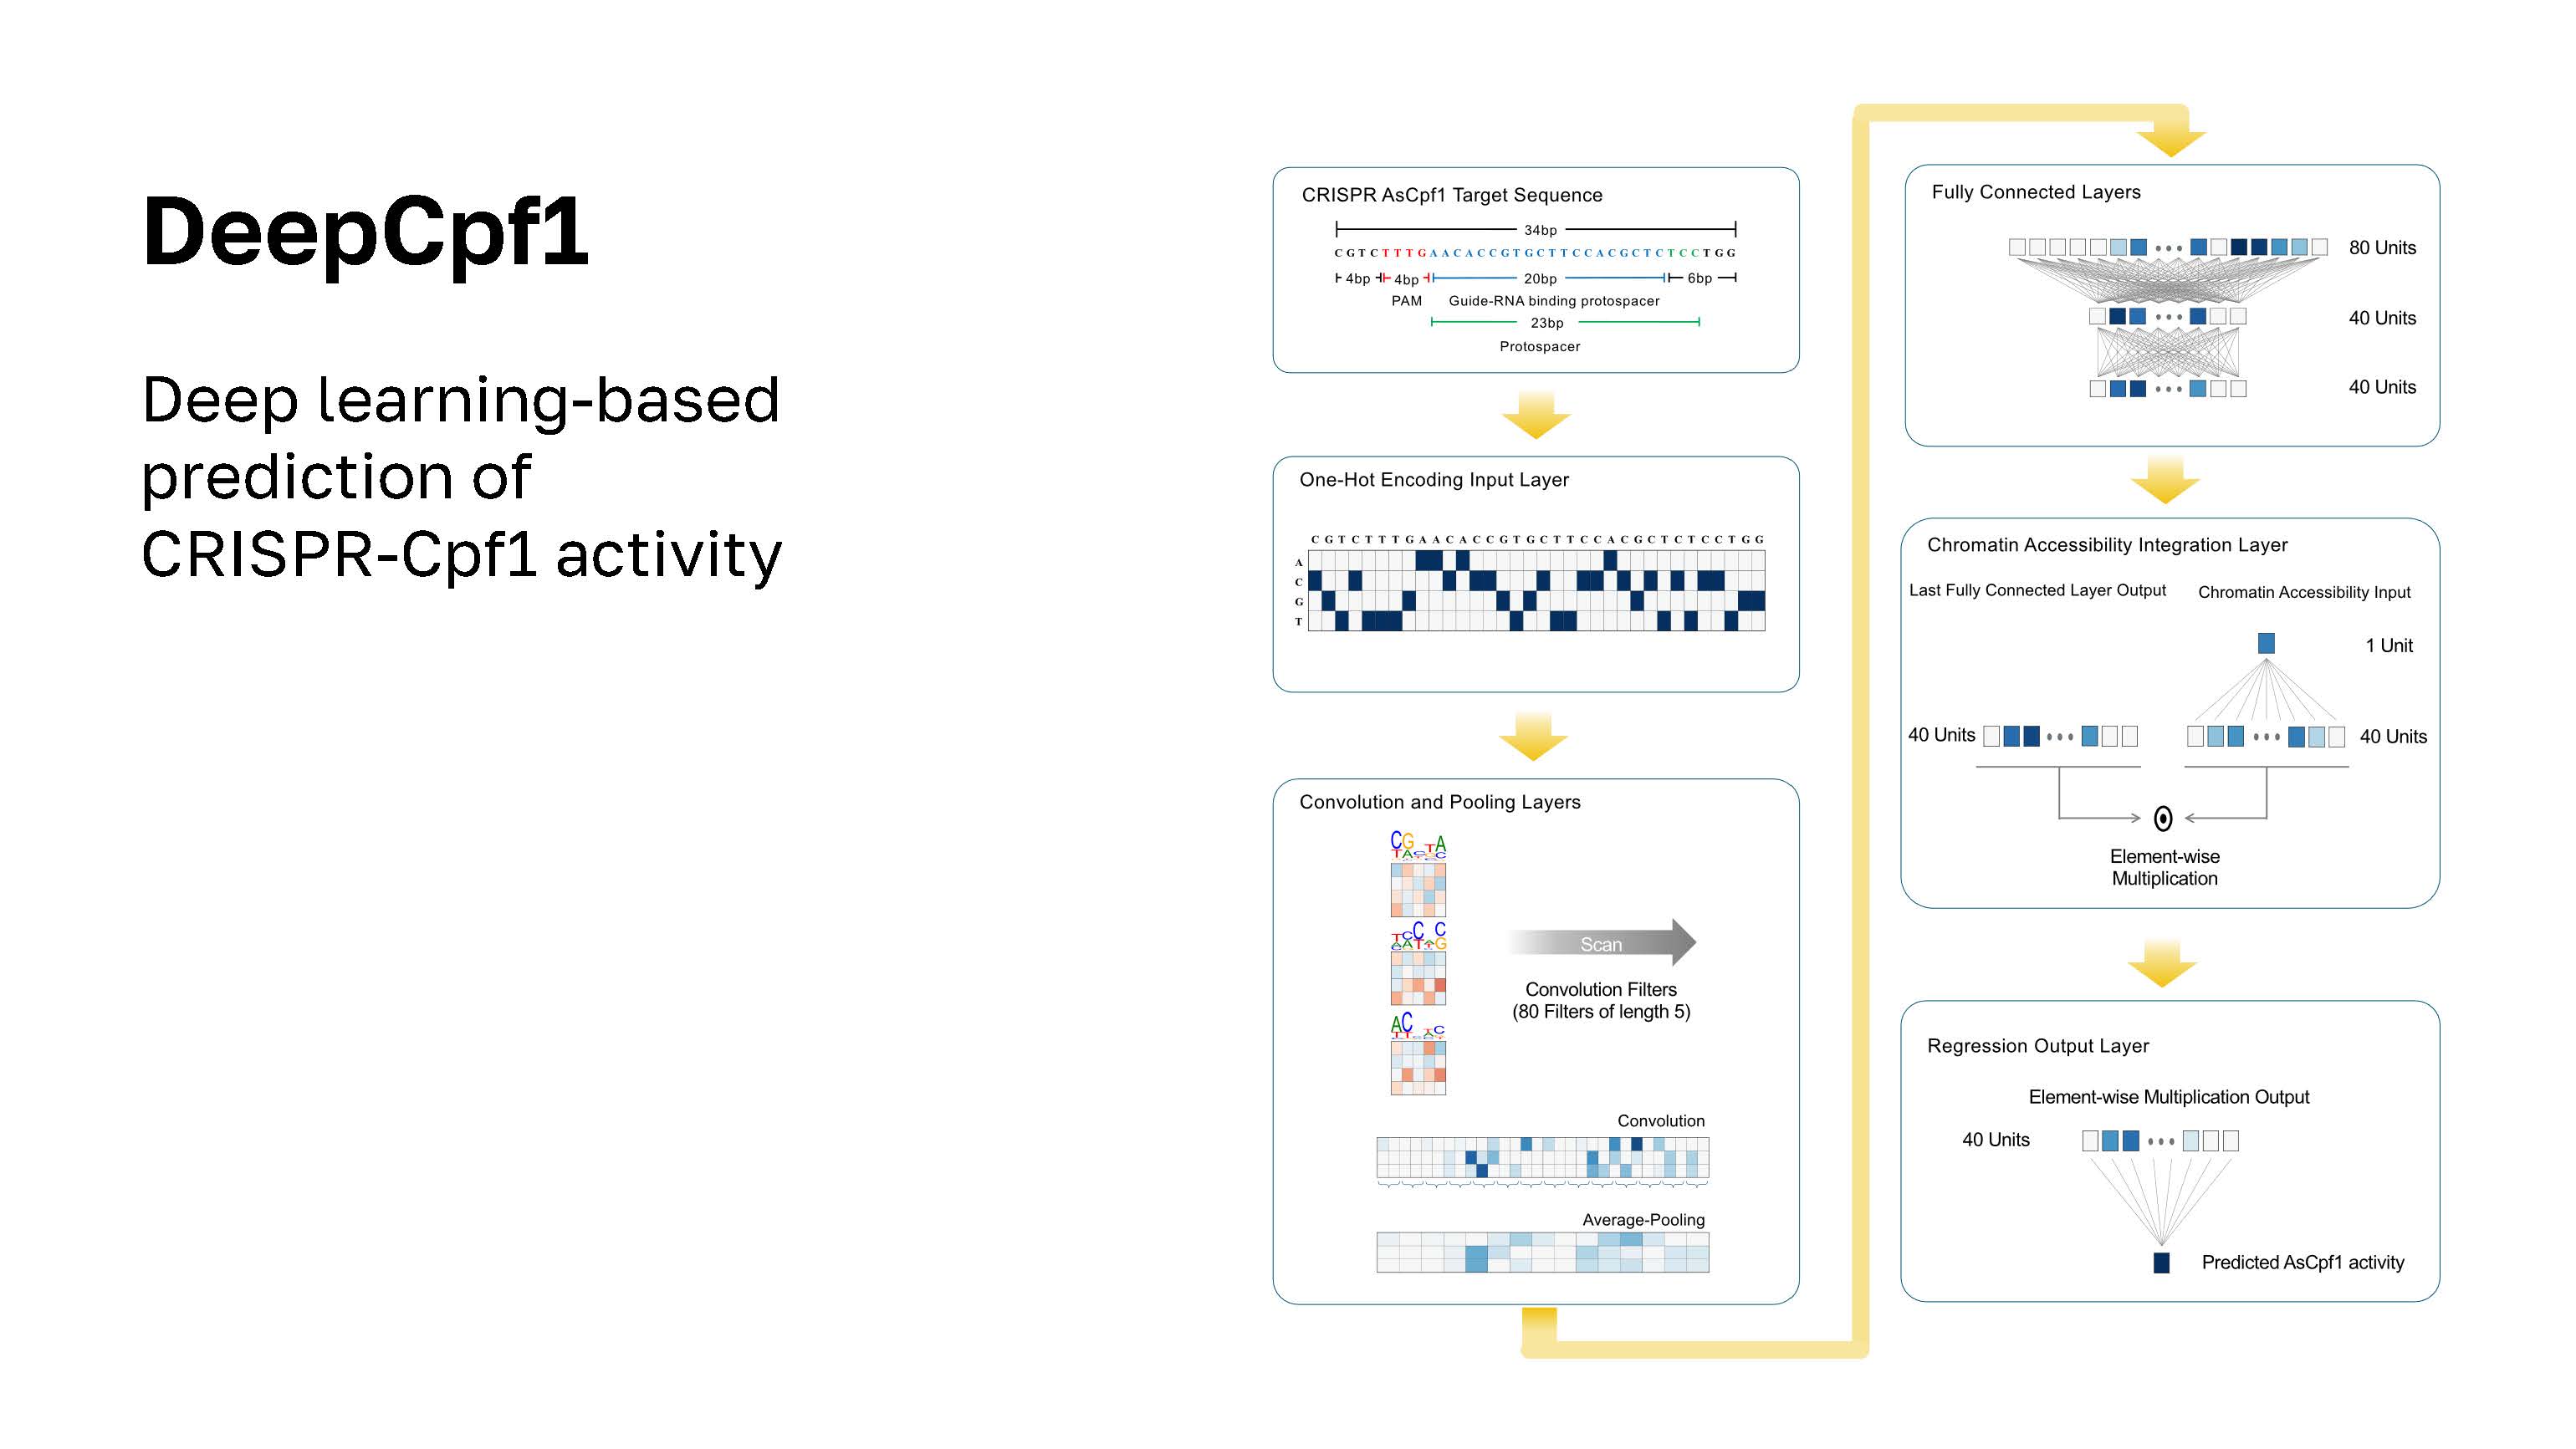 DeepCpf1
Deep learning-based
prediction of
CRISPR-Cpf1 activity
CRISPR AsCpf1 Target Sequence
34bp
CGTCTTTGAACACCGTGCTTCCACGCTCTCCTGG
4bp 4bp 20bp 6bp
PAM Guide-RNA binding protospacer
23bp
Protospacer
One-Hot Encoding Input Layer
CGTCTTTGAACACCGTGCTTCCACGCTCTCCTGG
A
C
G
T
Convolution and Pooling Layers
Scan
Convolution Filters
(80 Filters of length 5)
Convolution
Average-Pooling
Fully Connected Layers
80 Units
40 Units
40 Units
Chromatin Accessibility Integration Layer
Last Fully Connected Layer Output Chromatin Accessibility Input
1 Unit
40 Units 40 Units
Element-wise
Multiplication
Regression Output Layer
Element-wise Multiplication Output
40 Units
Predicted AsCpf1 activity